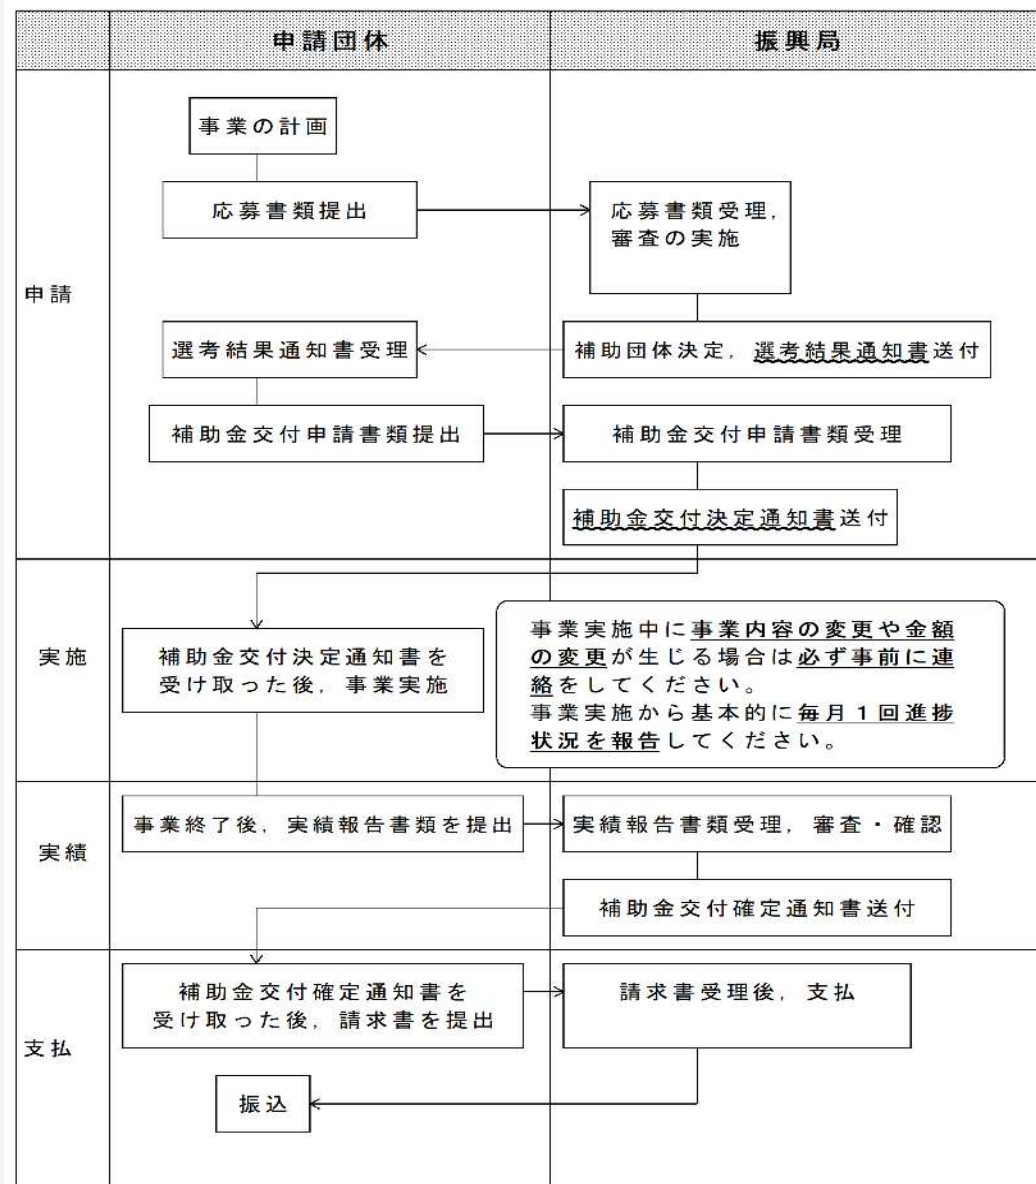 申請団体
振興局
申請
事業の計画
応募書類提出
応募書類受理，
審査の実施
選考結果通知書受理
補助団体決定，選考結果通知書送付
補助金交付申請書類提出
補助金交付申請書類受理
補助金交付決定通知書送付
実施
補助金交付決定通知書を
受け取った後，事業実施
事業実施中に事業内容の変更や金額
の変更が生じる場合は必ず事前に連
絡をしてください。
事業実施から基本的に毎月１回進捗
状況を報告してください。
実績
事業終了後，実績報告書類を提出
実績報告書類受理，審査・確認
補助金交付確定通知書送付
支払
補助金交付確定通知書を
受け取った後，請求書を提出
請求書受理後，支払
振込